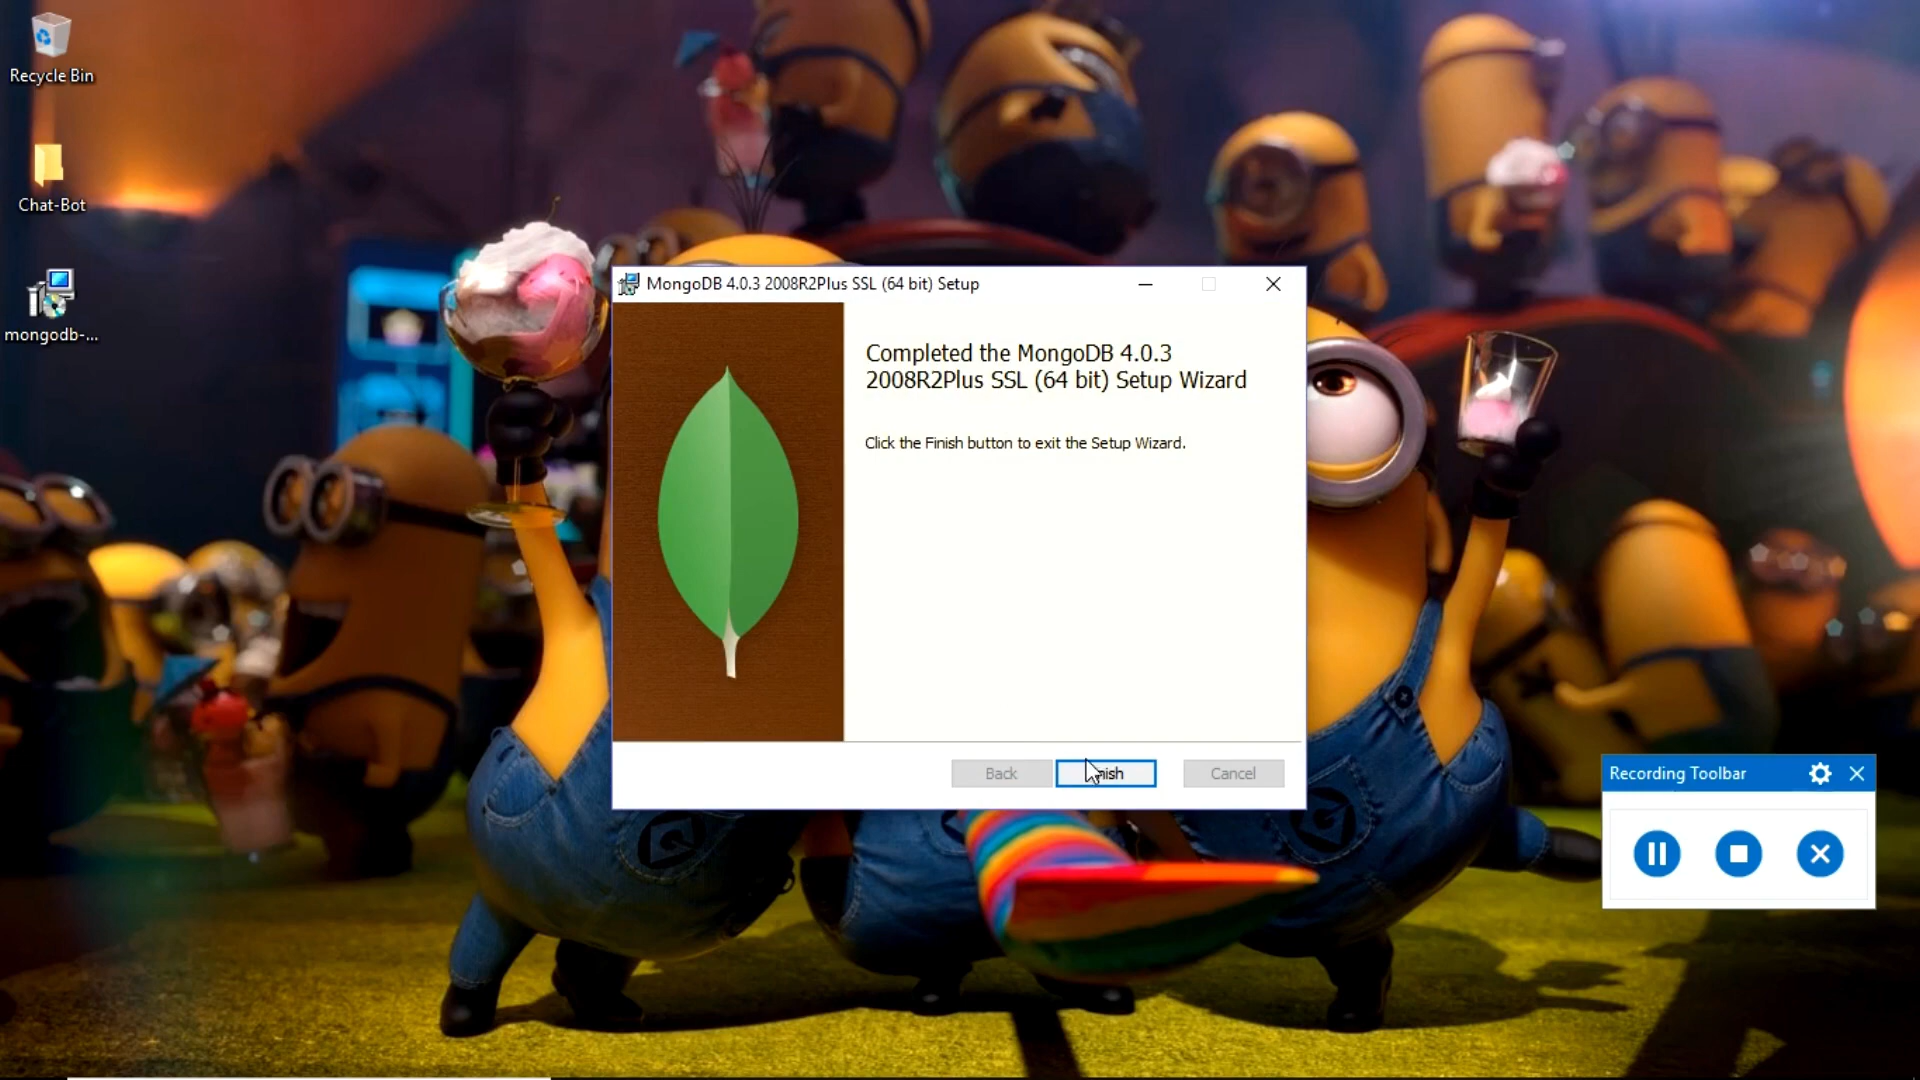 Recycle Bin
Chat-Bot
mongodb-...
MongoDB 4.0.3 2008R2Plus SSL (64 bit) Setup
Completed the MongoDB 4.0.3
2008R2Plus SSL (64 bit) Setup Wizard
Click the Finish button to exit the Setup Wizard.
Back
Finish
Cancel
Recording Toolbar